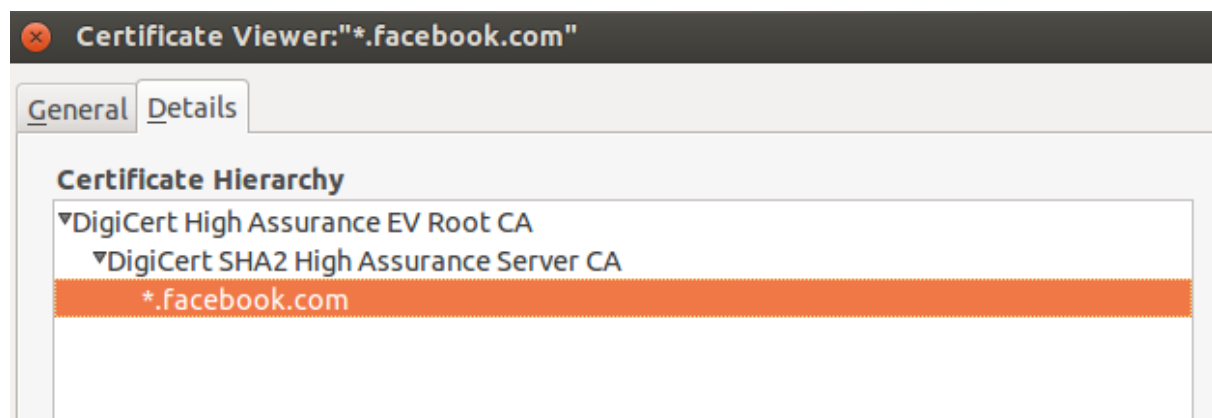 Certificate Viewer:"*.facebook.com"
General Details
Certificate Hierarchy
DigiCert High Assurance EV Root CA
DigiCert SHA2 High Assurance Server CA
*.facebook.com